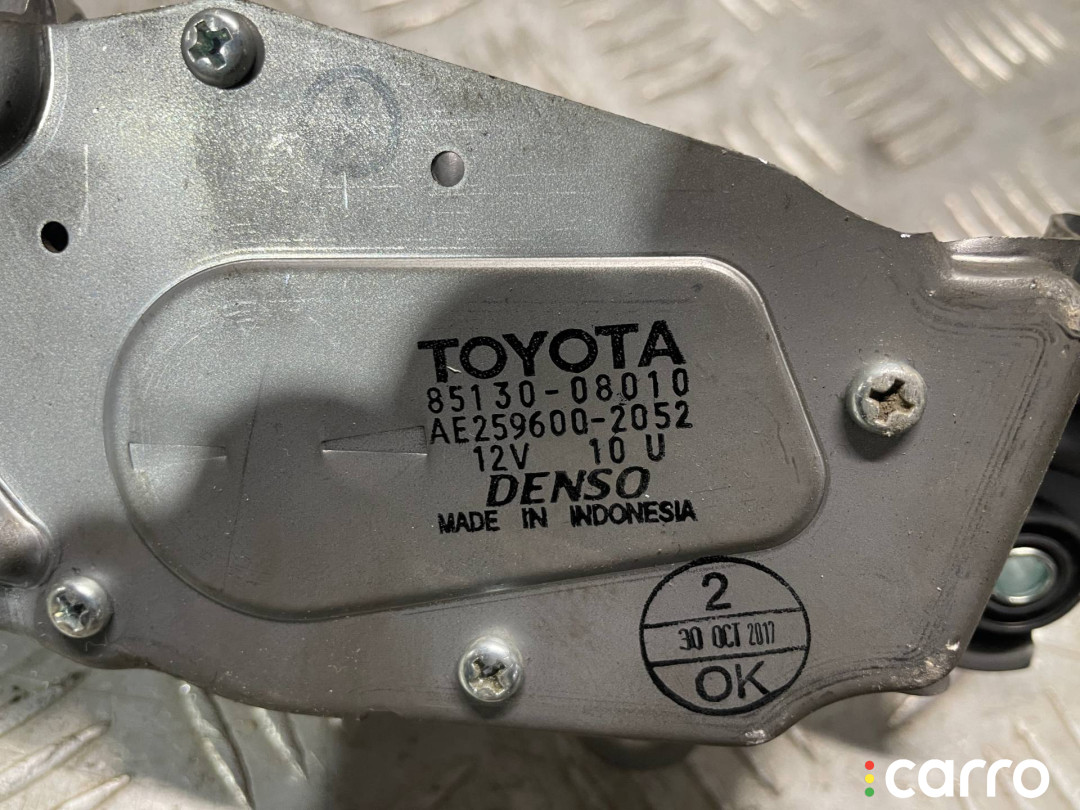 TOYOTA
85130-08010
AE259600-2052
12V 10 U
DENSO
MADE IN INDONESIA
2
30 OCT 2017
OK
carro